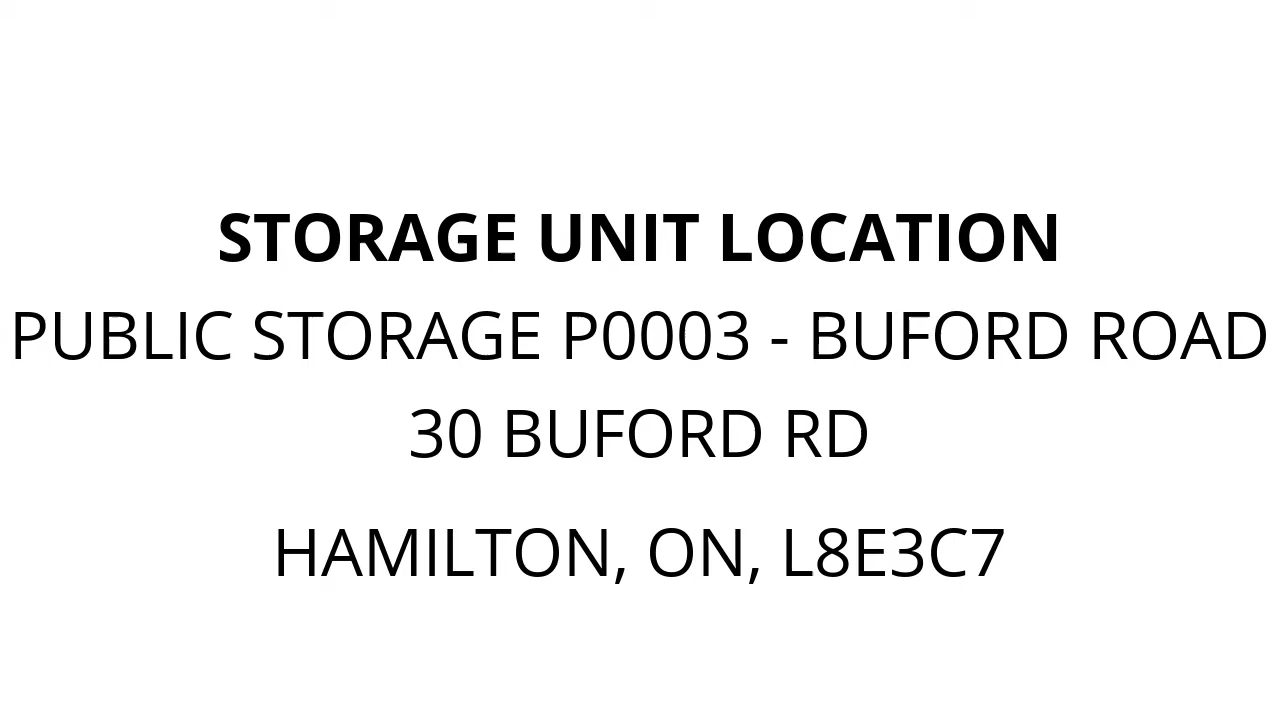 STORAGE UNIT LOCATION
PUBLIC STORAGE P0003 - BUFORD ROAD
30 BUFORD RD
HAMILTON, ON, L8E3C7